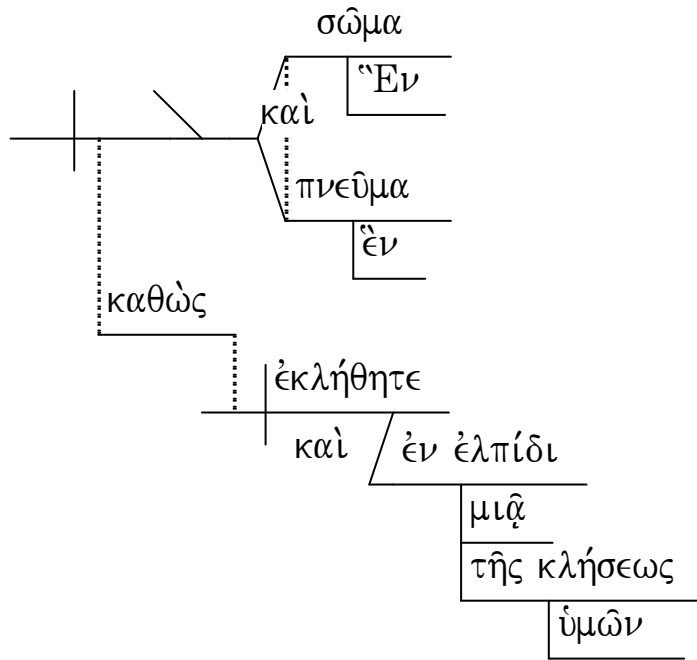 σῶμα
Ἓν
καὶ
πνεῦμα
ἓν
καθὼς
ἐκλήθητε
καὶ ἐν ἐλπίδι
μιᾷ
τῆς κλήσεως
ὑμῶν